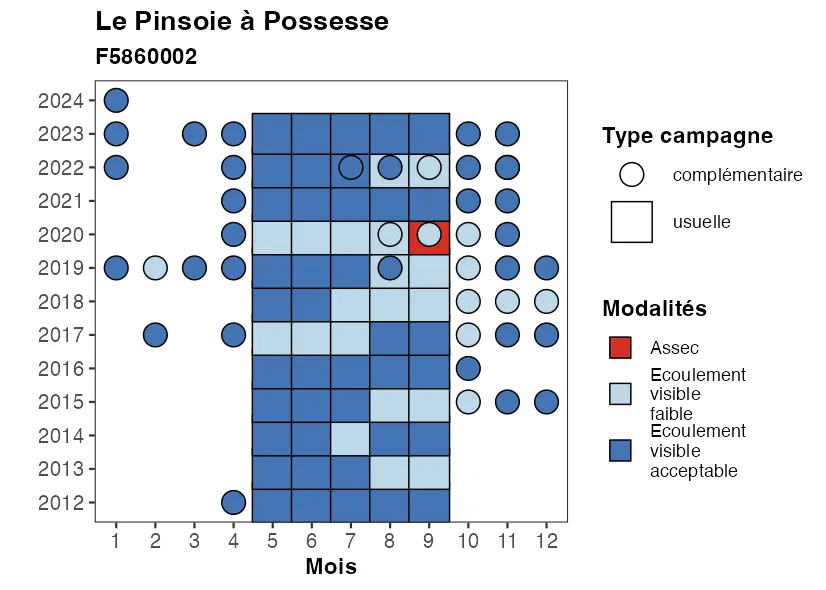 Le Pinsoie à Possesse
F5860002
2024
2023
2022
2021
2020
2019
2018
2017
2016
2015
2014
2013
2012
1 2 3 4 5 6 7 8 9 10 11 12
Mois
Type campagne
complémentaire
usuelle
Modalités
Assec
Ecoulement
visible
faible
Ecoulement
visible
acceptable